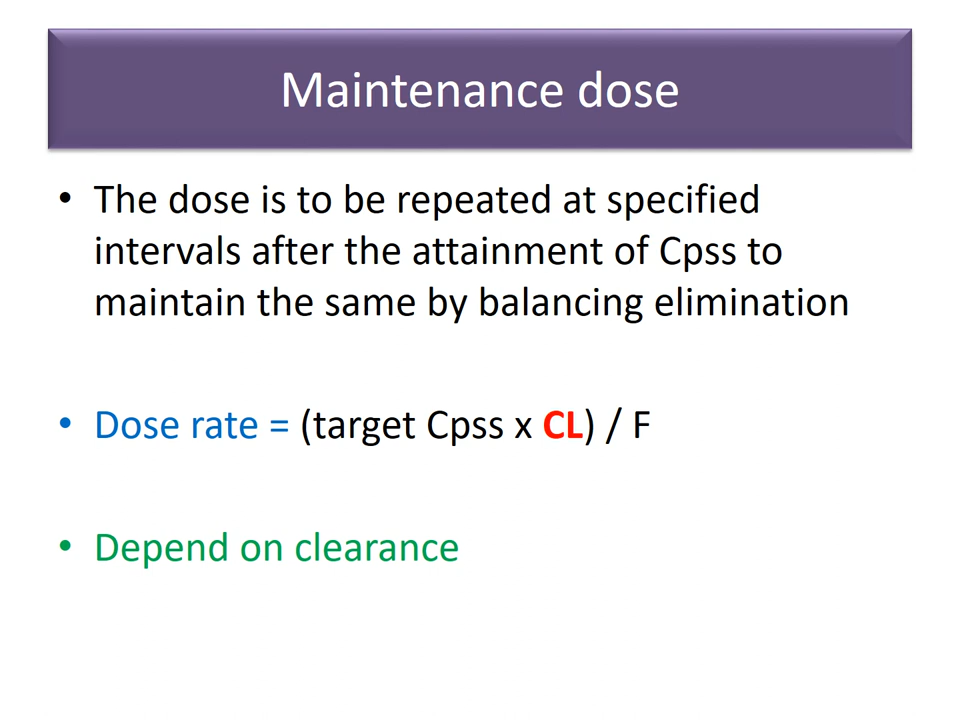 Maintenance dose
• The dose is to be repeated at specified
intervals after the attainment of Cpss to
maintain the same by balancing elimination
• Dose rate = (target Cpss x CL) / F
• Depend on clearance